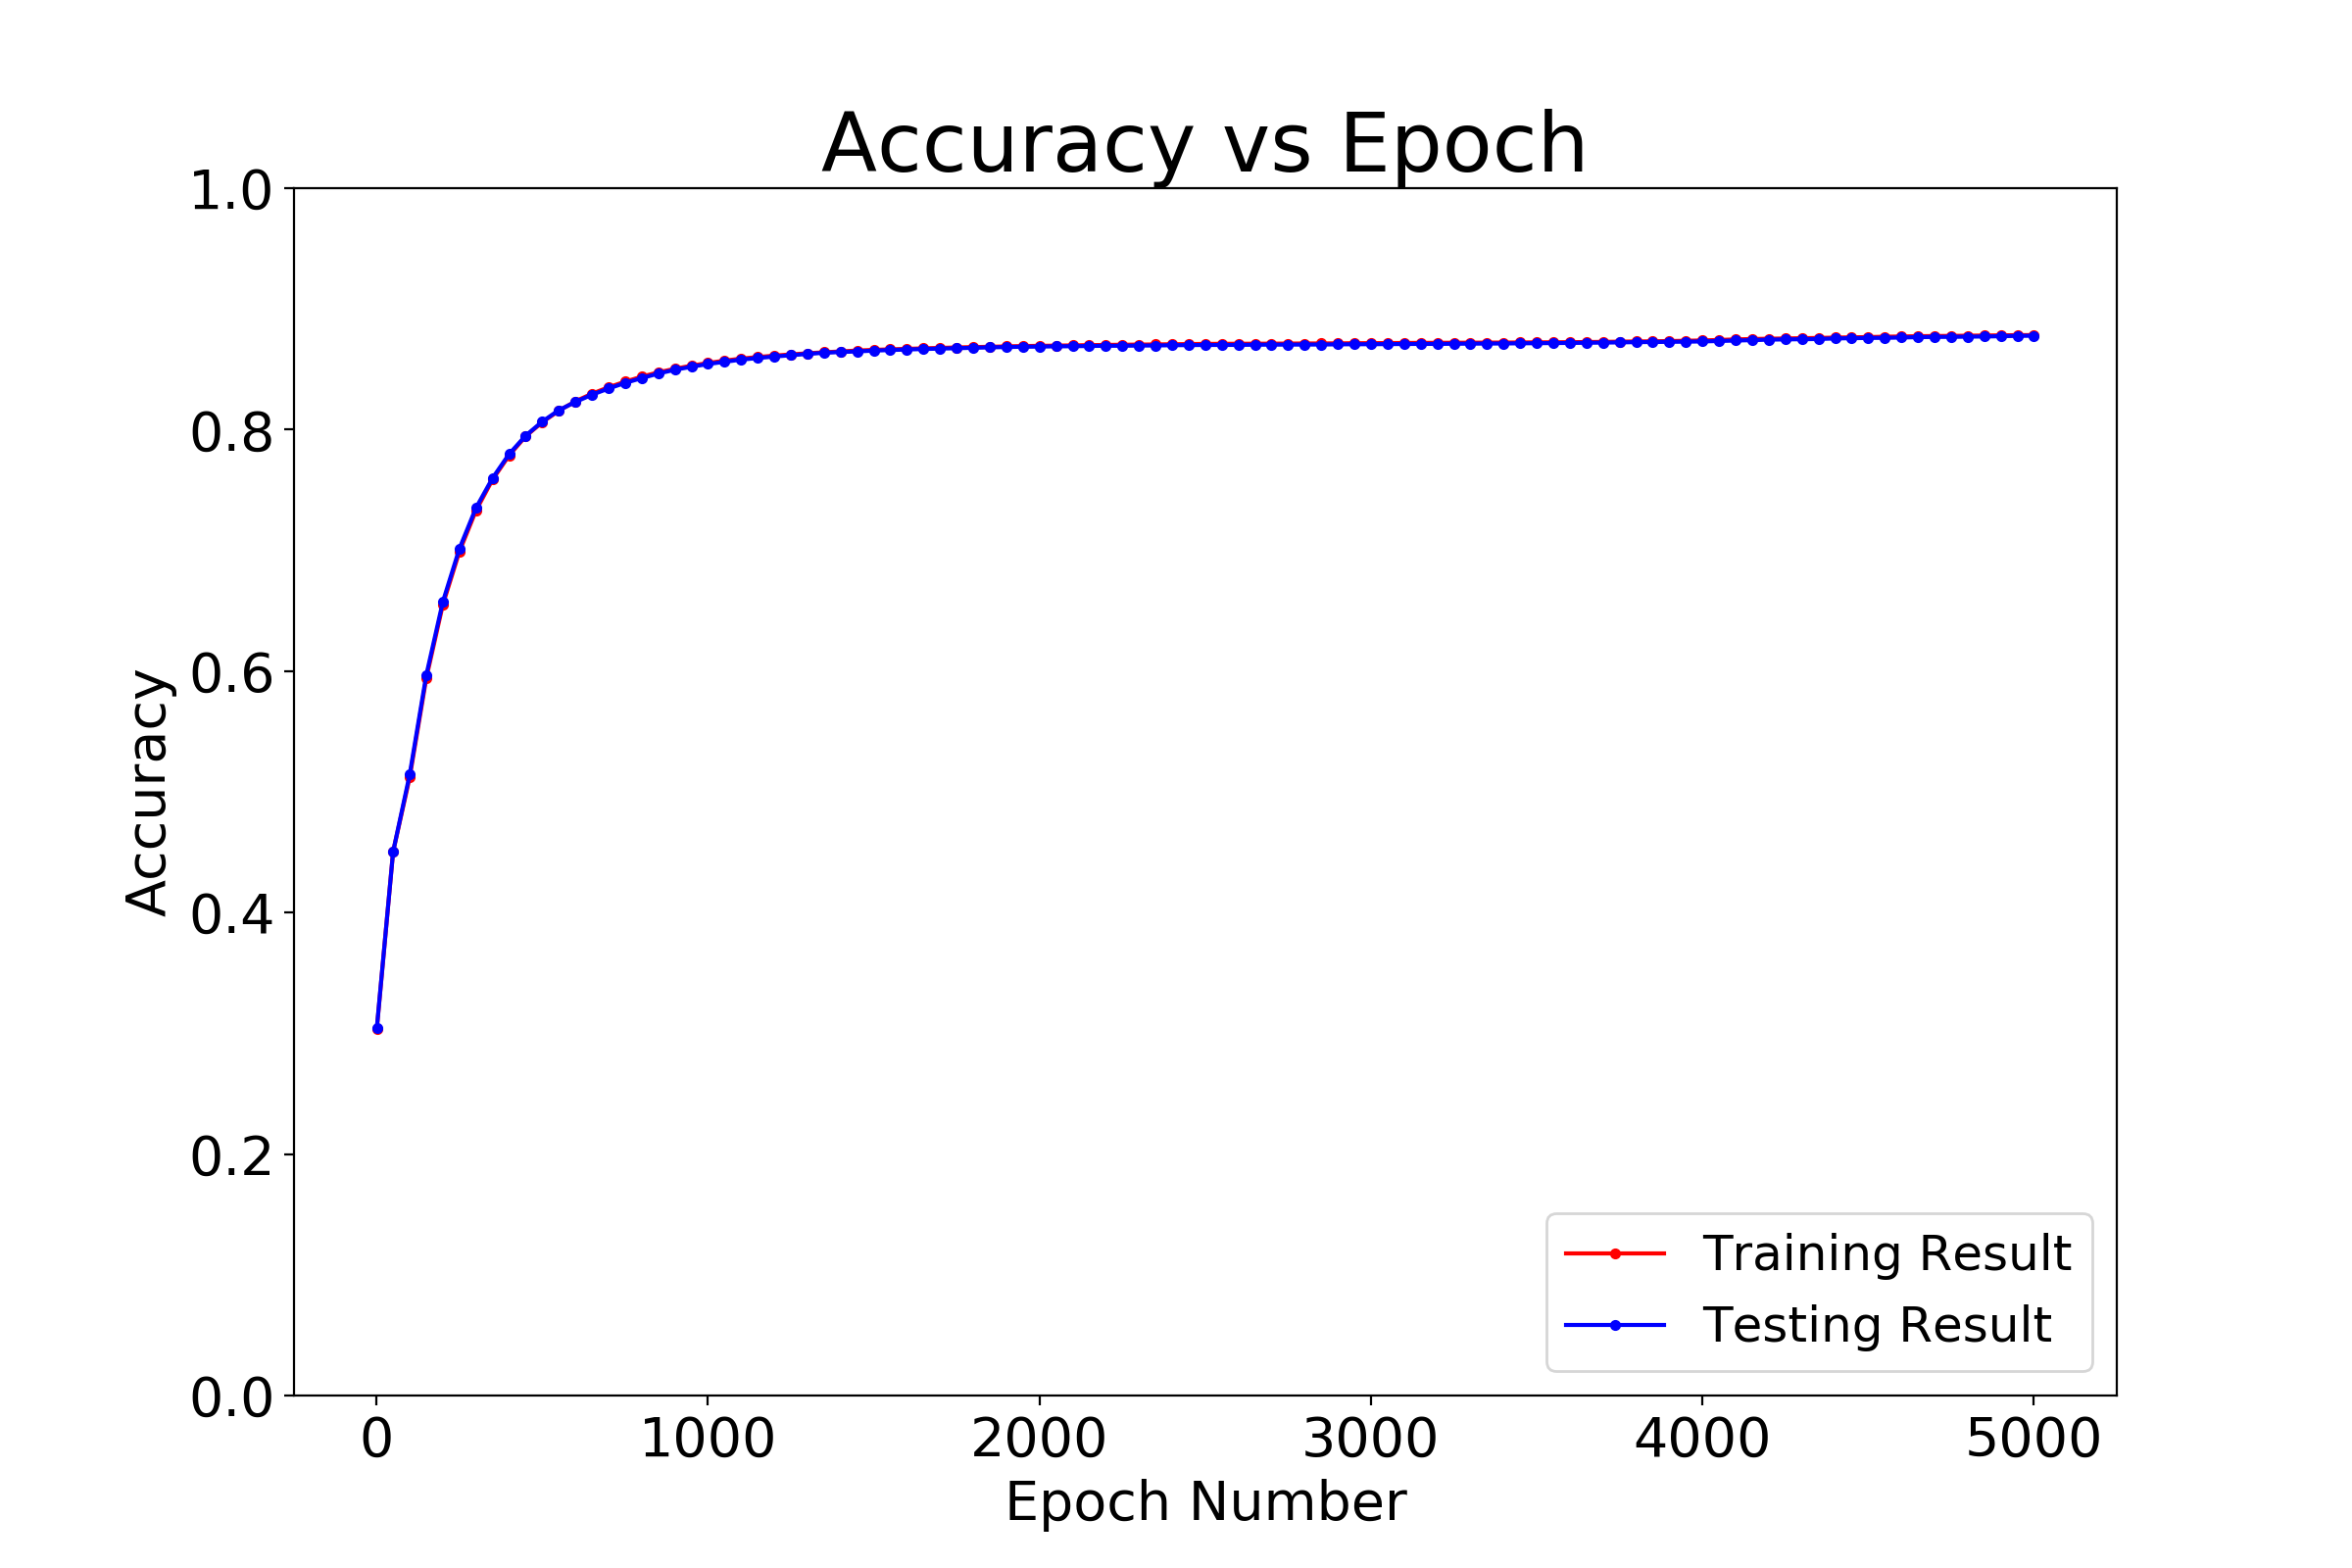 Accuracy vs Epoch
1.0
0.8
0.6
0.4
0.2
0.0
Accuracy
0 1000 2000 3000 4000 5000
Epoch Number
Training Result
Testing Result